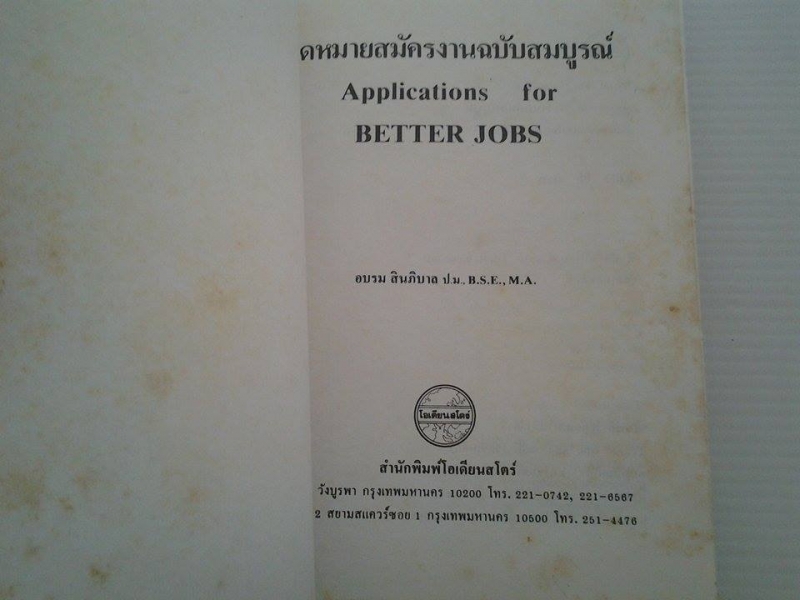 ดหมายสมัครงานฉบับสมบูรณ์
Applications for
BETTER JOBS
อบรม สินภิบาล ป.ม., B.S.E., M.A.
โอเดียนสโตร์
สำนักพิมพ์โอเดียนสโตร์
วังบูรพา กรุงเทพมหานคร 10200 โทร. 221-0742, 221-6567
2 สยามสแควร์ซอย 1 กรุงเทพมหานคร 10500 โทร. 251-4476